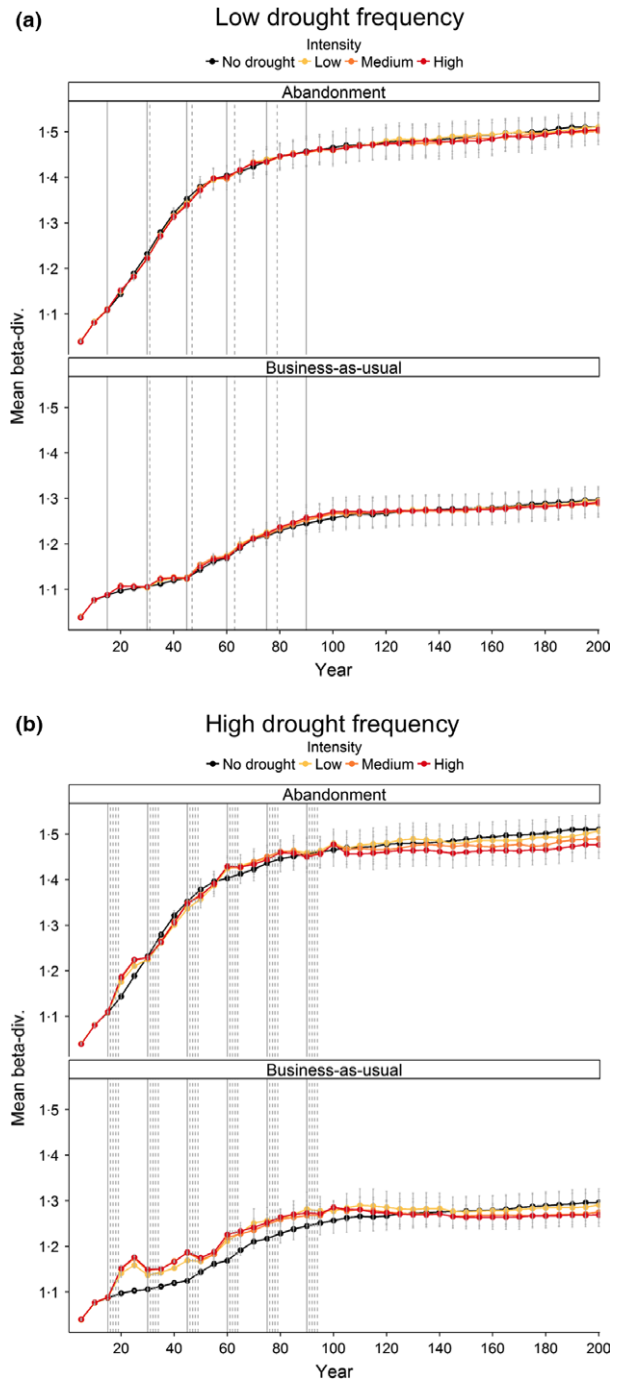 (a) Low drought frequency
Intensity
No drought Low Medium High
Abandonment
1·5
1·4
1·3
1·2
1·1
Business-as-usual
1·5
1·4
1·3
1·2
1·1
Mean beta-div.
20 40 60 80 100 120 140 160 180 200
Year
(b) High drought frequency
Intensity
No drought Low Medium High
Abandonment
1·5
1·4
1·3
1·2
1·1
Business-as-usual
1·5
1·4
1·3
1·2
1·1
Mean beta-div.
20 40 60 80 100 120 140 160 180 200
Year